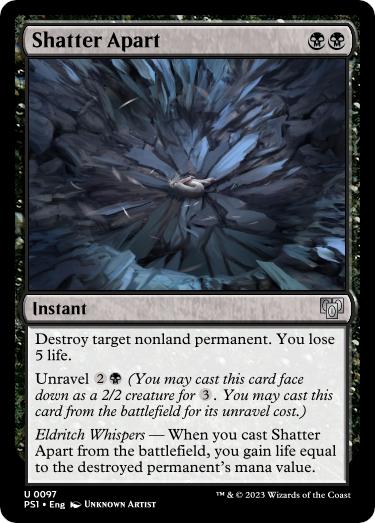 Shatter Apart
Instant
Destroy target nonland permanent. You lose
5 life.
Unravel 2 (You may cast this card face
down as a 2/2 creature for 3. You may cast this
card from the battlefield for its unravel cost.)
Eldritch Whispers — When you cast Shatter
Apart from the battlefield, you gain life equal
to the destroyed permanent's mana value.
U 0097
PS1 • Eng Unknown Artist
™ & © 2023 Wizards of the Coast